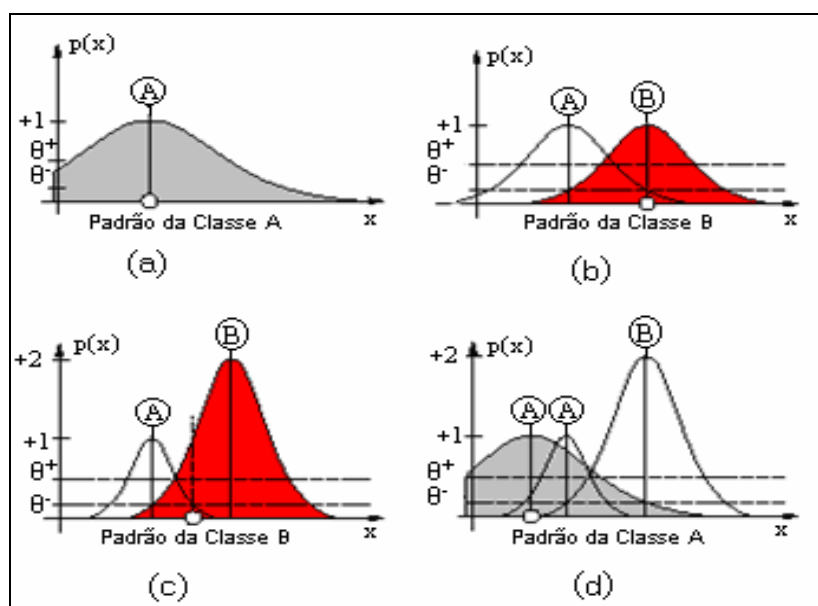 p(x)
A
+1
θ+
θ-
x
Padrão da Classe A
(a)
p(x)
A B
+1
θ+
θ-
x
Padrão da Classe B
(b)
p(x)
B
+2
A
+1
θ+
θ-
x
Padrão da Classe B
(c)
p(x)
B
+2
A A
+1
θ+
θ-
x
Padrão da Classe A
(d)